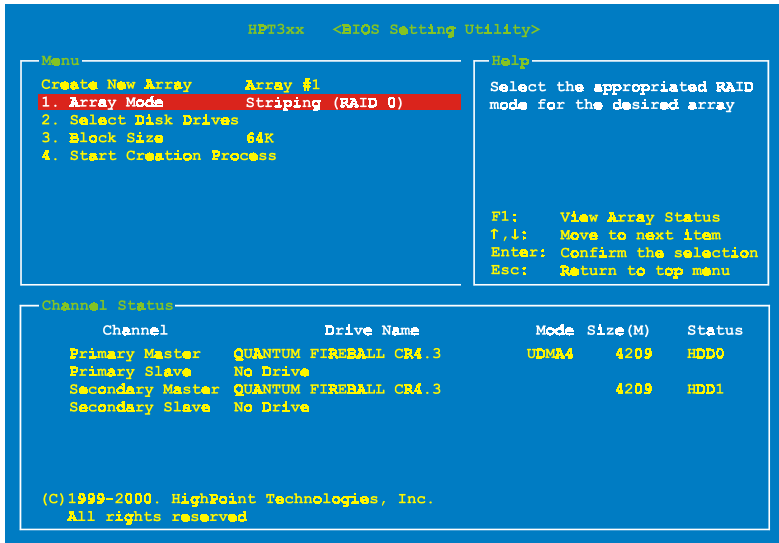 HPT3xx <BIOS Setting Utility>
Menu
Create New Array Array #1
1. Array Mode Striping (RAID 0)
2. Select Disk Drives
3. Block Size 64K
4. Start Creation Process
Help
Select the appropriated RAID
mode for the desired array
F1: View Array Status
↑,↓: Move to next item
Enter: Confirm the selection
Esc: Return to top menu
Channel Status
Channel Drive Name Mode Size(M) Status
Primary Master QUANTUM FIREBALL CR4.3 UDMA4 4209 HDD0
Primary Slave No Drive
Secondary Master QUANTUM FIREBALL CR4.3 4209 HDD1
Secondary Slave No Drive
(C)1999-2000. HighPoint Technologies, Inc.
All rights reserved